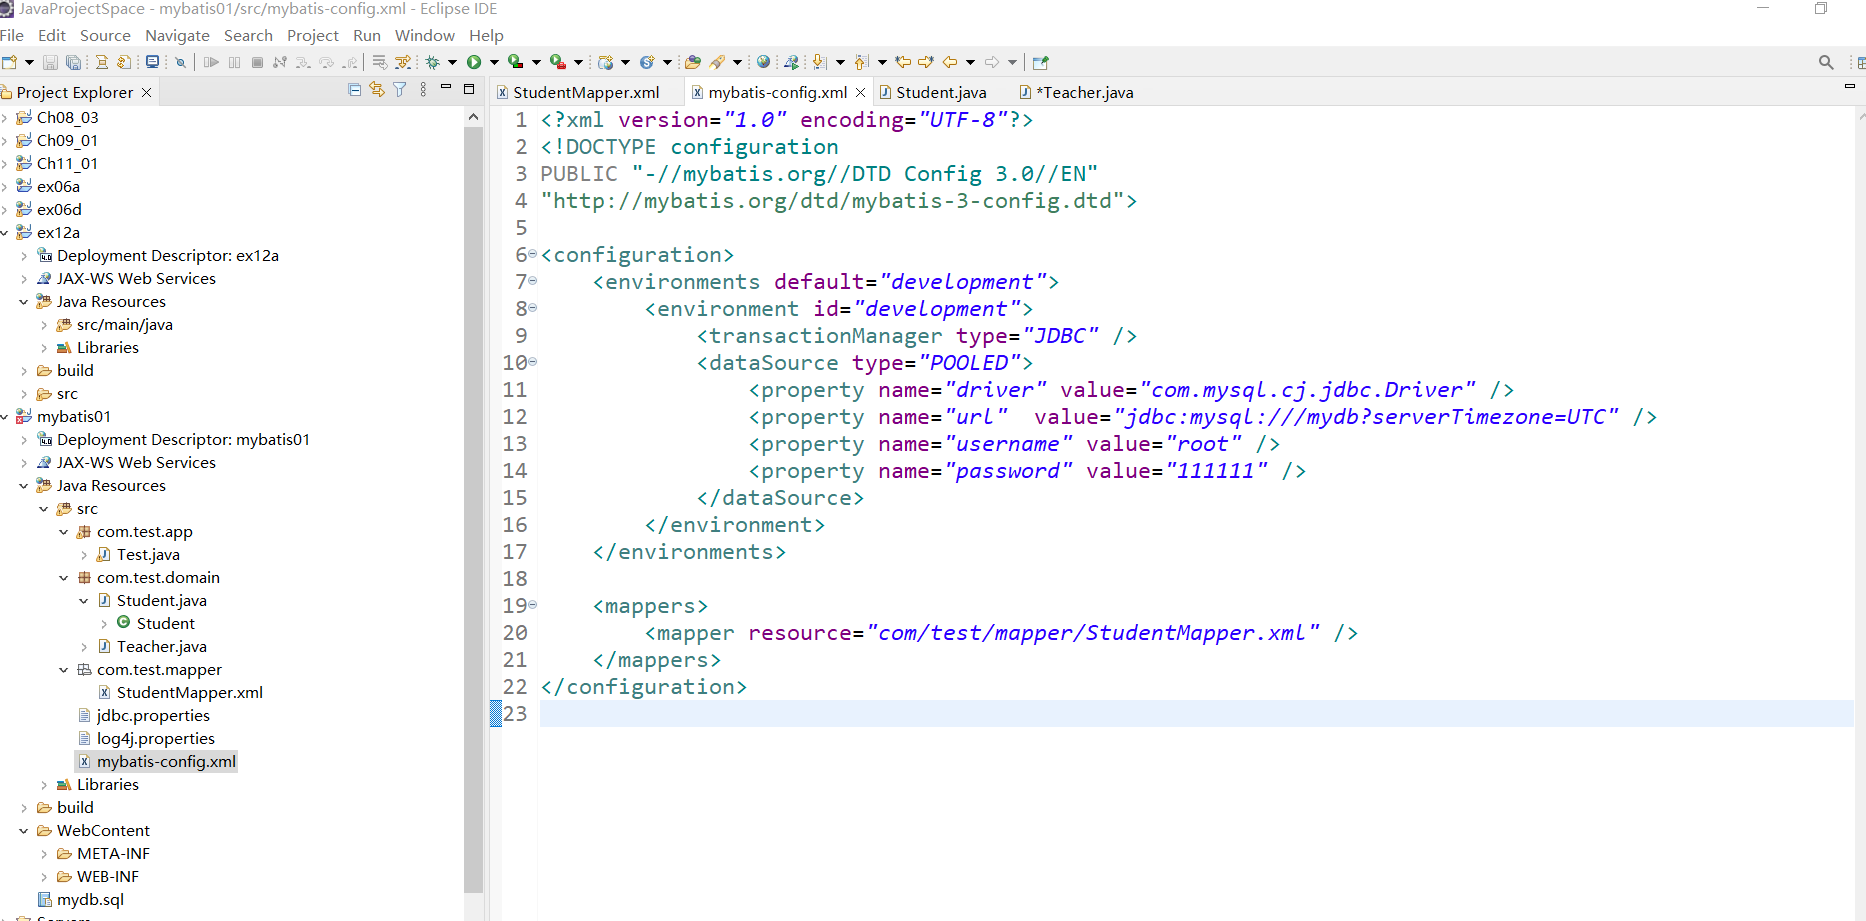 JavaProjectSpace - mybatis01/src/mybatis-config.xml - Eclipse IDE
File Edit Source Navigate Search Project Run Window Help
Project Explorer
Ch08_03
Ch09_01
Ch11_01
ex06a
ex06d
ex12a
Deployment Descriptor: ex12a
JAX-WS Web Services
Java Resources
src/main/java
Libraries
build
src
mybatis01
Deployment Descriptor: mybatis01
JAX-WS Web Services
Java Resources
src
com.test.app
Test.java
com.test.domain
Student.java
Student
Teacher.java
com.test.mapper
StudentMapper.xml
jdbc.properties
log4j.properties
mybatis-config.xml
Libraries
build
WebContent
META-INF
WEB-INF
mydb.sql
Servers
StudentMapper.xml mybatis-config.xml Student.java *Teacher.java
1 <?xml version="1.0" encoding="UTF-8"?>
2 <!DOCTYPE configuration
3 PUBLIC "-//mybatis.org//DTD Config 3.0//EN"
4 "http://mybatis.org/dtd/mybatis-3-config.dtd">
5
6 <configuration>
7 <environments default="development">
8 <environment id="development">
9 <transactionManager type="JDBC" />
10 <dataSource type="POOLED">
11 <property name="driver" value="com.mysql.cj.jdbc.Driver" />
12 <property name="url"  value="jdbc:mysql:///mydb?serverTimezone=UTC" />
13 <property name="username" value="root" />
14 <property name="password" value="111111" />
15 </dataSource>
16 </environment>
17 </environments>
18
19 <mappers>
20 <mapper resource="com/test/mapper/StudentMapper.xml" />
21 </mappers>
22 </configuration>
23